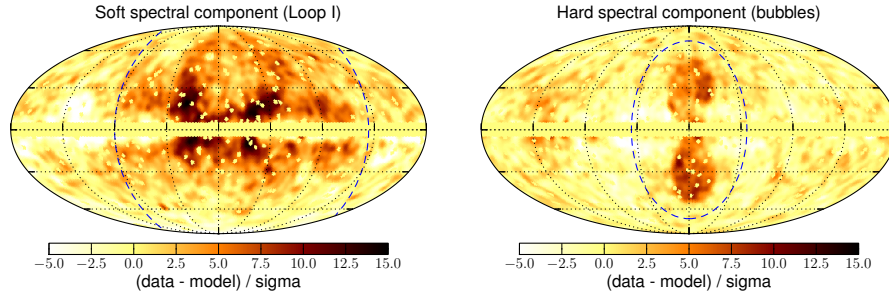 Soft spectral component (Loop I)
−5.0 −2.5 0.0 2.5 5.0 7.5 10.0 12.5 15.0
(data - model) / sigma
Hard spectral component (bubbles)
−5.0 −2.5 0.0 2.5 5.0 7.5 10.0 12.5 15.0
(data - model) / sigma